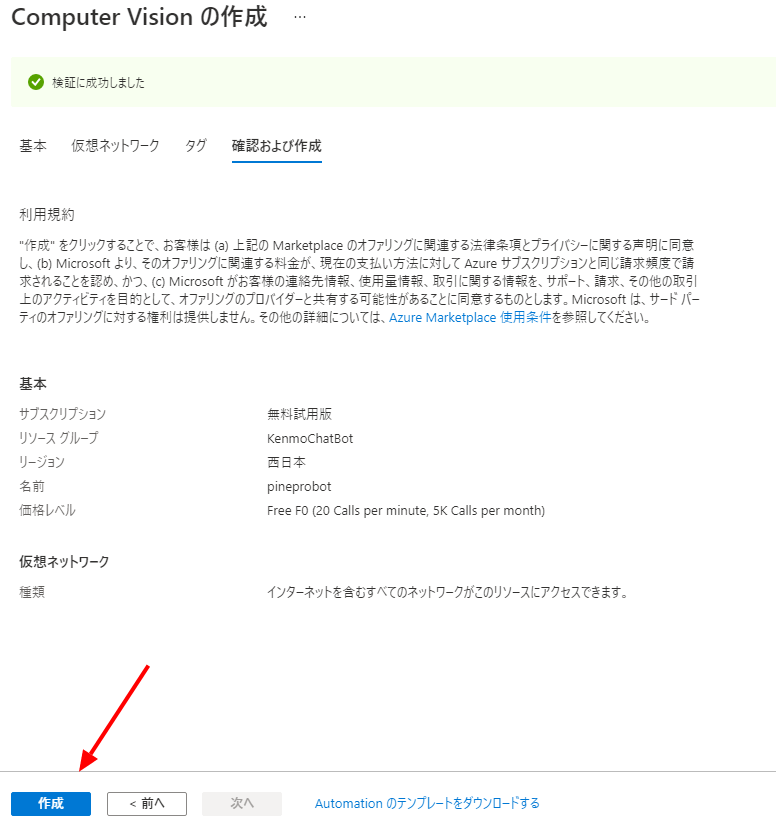 Computer Vision の作成 …
検証に成功しました
基本 仮想ネットワーク タグ 確認および作成
利用規約
"作成" をクリックすることで、お客様は (a) 上記の Marketplace のオファリングに関連する法律条項とプライバシーに関する声明に同意
し、(b) Microsoft より、そのオファリングに関連する料金が、現在の支払い方法に対して Azure サブスクリプションと同じ請求頻度で請
求されることを認め、かつ、(c) Microsoft がお客様の連絡先情報、使用量情報、取引に関する情報を、サポート、請求、その他の取引
上のアクティビティを目的として、オファリングのプロバイダーと共有する可能性があることに同意するものとします。Microsoft は、サード パー
ティのオファリングに対する権利は提供しません。その他の詳細については、Azure Marketplace 使用条件を参照してください。
基本
サブスクリプション 無料試用版
リソース グループ KenmoChatBot
リージョン 西日本
名前 pineprobot
価格レベル Free F0 (20 Calls per minute, 5K Calls per month)
仮想ネットワーク
種類 インターネットを含むすべてのネットワークがこのリソースにアクセスできます。
作成 < 前へ 次へ Automation のテンプレートをダウンロードする